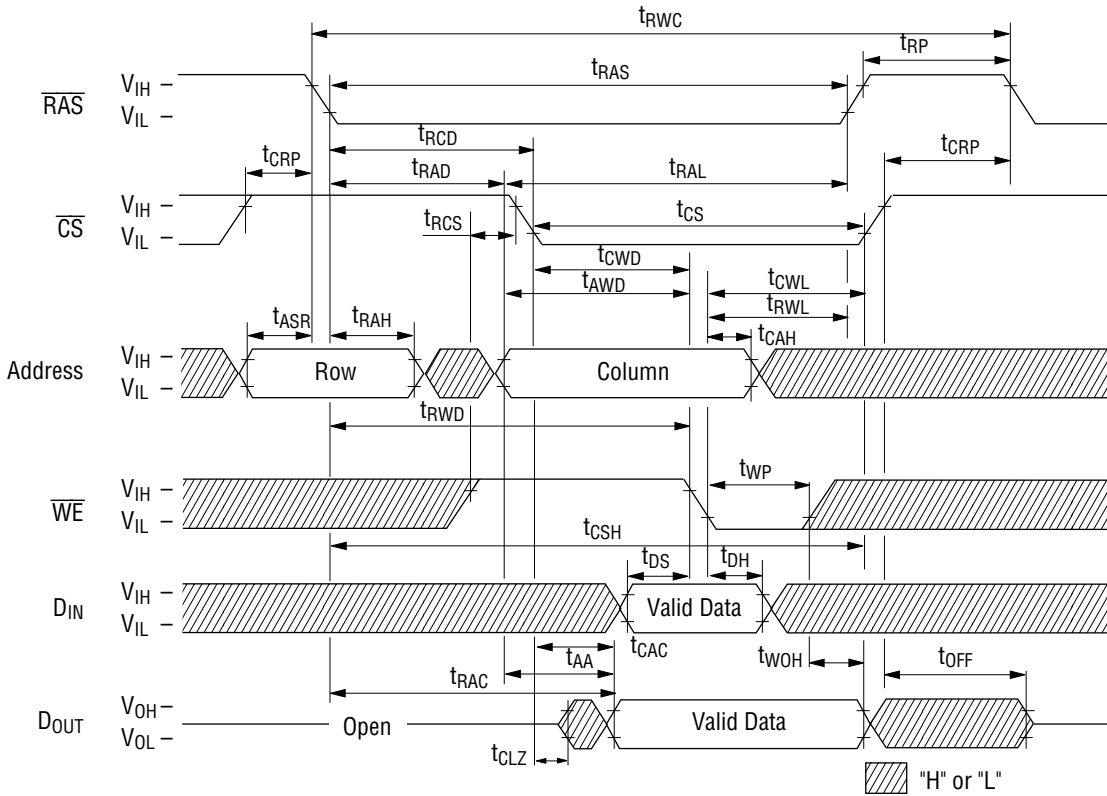 tRWC
tRP
tRAS
RAS
VIH
VIL
tRCD
tCRP
tRAD
tRAL
tCRP
CS
VIH
VIL
tRCS
tCS
tCWD
tCWL
tAWD
tRWL
tASR
tRAH
tCAH
Address
VIH
VIL
Row
Column
tRWD
WE
VIH
VIL
tWP
tCSH
tDS
tDH
DIN
VIH
VIL
Valid Data
tAA
tCAC
tWOH
tOFF
tRAC
DOUT
VOH
VOL
Open
Valid Data
tCLZ
"H" or "L"